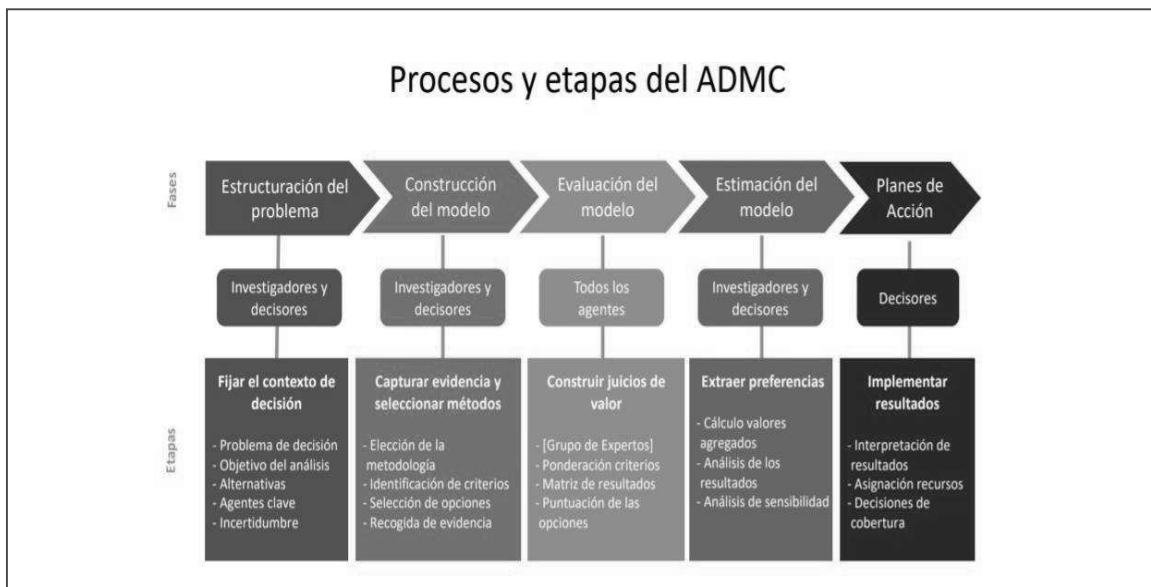 Procesos y etapas del ADMC
Fases
Estructuración del
problema
Construcción
del modelo
Evaluación del
modelo
Estimación del
modelo
Planes de
Acción
Investigadores y
decisores
Investigadores y
decisores
Todos los
agentes
Investigadores y
decisores
Decisores
Etapas
Fijar el contexto de
decisión
- Problema de decisión
- Objetivo del análisis
- Alternativas
- Agentes clave
- Incertidumbre
Capturar evidencia y
seleccionar métodos
- Elección de la
metodología
- Identificación de criterios
- Selección de opciones
- Recogida de evidencia
Construir juicios de
valor
- [Grupo de Expertos]
- Ponderación criterios
- Matriz de resultados
- Puntuación de las
opciones
Extraer preferencias
- Cálculo valores
agregados
- Análisis de los
resultados
- Análisis de sensibilidad
Implementar
resultados
- Interpretación de
resultados
- Asignación recursos
- Decisiones de
cobertura